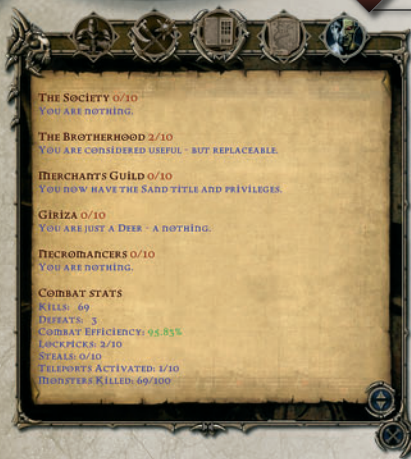 The Society 0/10
You are nothing.
The Brotherhood 2/10
You are considered useful - but replaceable.
Merchants Guild 0/10
You now have the Sand title and privileges.
Giriza 0/10
You are just a Deer - a nothing.
Necromancers 0/10
You are nothing.
Combat stats
Kills: 69
Defeats: 3
Combat Efficiency: 95.83%
Lockpicks: 2/10
Steals: 0/10
Teleports Activated: 1/10
Monsters Killed: 69/100